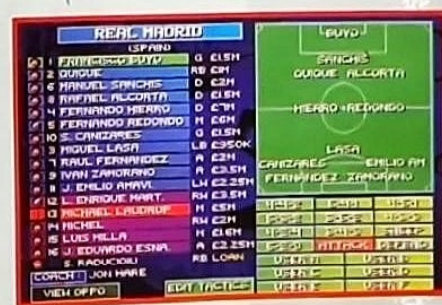 REAL MADRID
(SPAIN)
1 FRANCISCO BUYO G £1.5M
2 QUIQUE RB £1M
6 MANUEL SANCHIS D £2M
8 RAFAEL ALCORTA D £1.5M
4 FERNANDO HIERRO D £7M
5 FERNANDO REDONDO M £6M
10 S. CANIZARES G £1.5M
3 MIGUEL LASA LB £950K
7 RAUL FERNANDEZ A £2M
9 IVAN ZAMORANO A £3.5M
11 J. EMILIO AMAVI. LW £2.25M
12 L. ENRIQUE MART. RW £3.5M
13 MICHAEL LAUDRUP £5M
14 MICHEL RW £2M
15 LUIS MILLA M £1.6M
16 J. EDUARDO ESNA. A £2.25M
S. RADUCIOIU RB LOAN
COACH: JON HARE
VIEW OPPO
EDIT TACTICS
BUYO
SANCHIS
QUIQUE ALCORTA
HIERRO REDONDO
LASA
CANIZARES EMILIO AM
FERNANDEZ ZAMORANO
ATTACK DEFEND